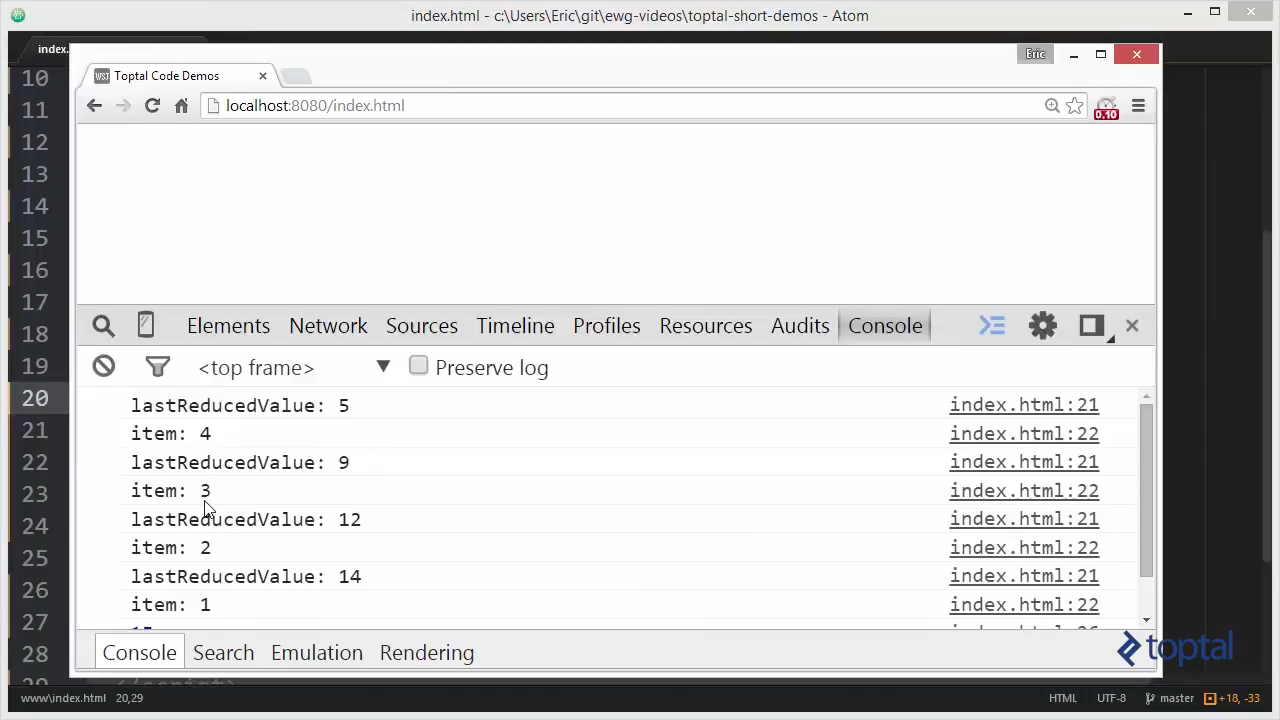 index.html - c:\Users\Eric\git\ewg-videos\toptal-short-demos - Atom
index.
Eric
WSJ Toptal Code Demos
localhost:8080/index.html
0.10
10
11
12
13
14
15
16
17
18
19
20
21
22
23
24
25
26
27
28
29
Elements Network Sources Timeline Profiles Resources Audits Console
<top frame> Preserve log
lastReducedValue: 5 index.html:21
item: 4 index.html:22
lastReducedValue: 9 index.html:21
item: 3 index.html:22
lastReducedValue: 12 index.html:21
item: 2 index.html:22
lastReducedValue: 14 index.html:21
item: 1 index.html:22
Console Search Emulation Rendering
toptal
</script>
www\index.html 20,29 HTML UTF-8 master +18, -33